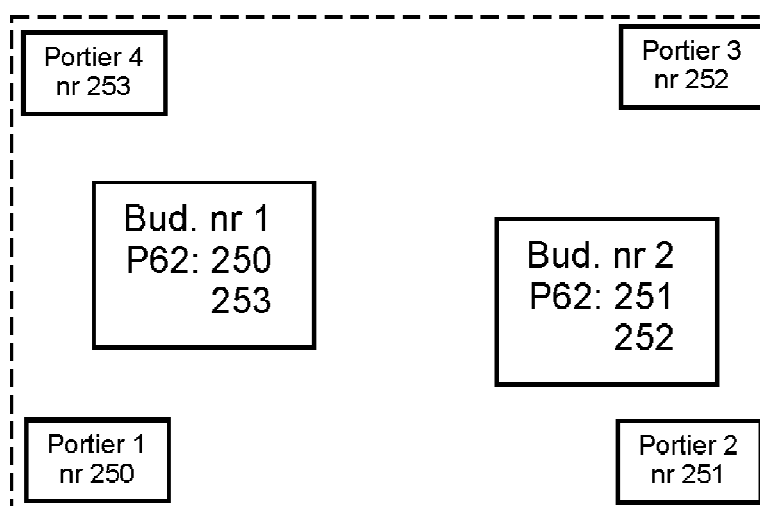 Portier 4
nr 253
Portier 3
nr 252
Bud. nr 1
P62: 250
253
Bud. nr 2
P62: 251
252
Portier 1
nr 250
Portier 2
nr 251